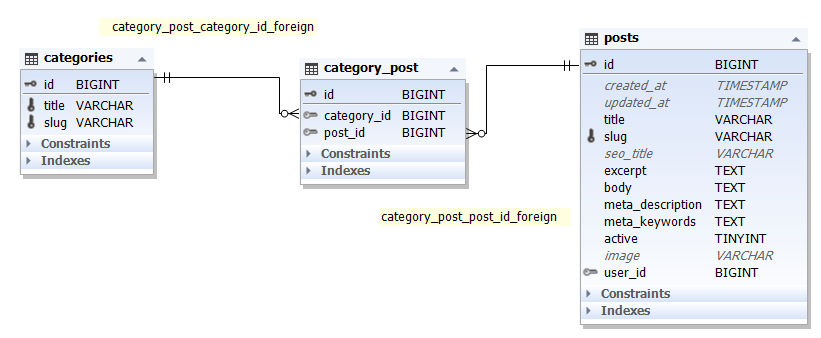 category_post_category_id_foreign
categories
id BIGINT
title VARCHAR
slug VARCHAR
Constraints
Indexes
category_post
id BIGINT
category_id BIGINT
post_id BIGINT
Constraints
Indexes
category_post_post_id_foreign
posts
id BIGINT
created_at TIMESTAMP
updated_at TIMESTAMP
title VARCHAR
slug VARCHAR
seo_title VARCHAR
excerpt TEXT
body TEXT
meta_description TEXT
meta_keywords TEXT
active TINYINT
image VARCHAR
user_id BIGINT
Constraints
Indexes